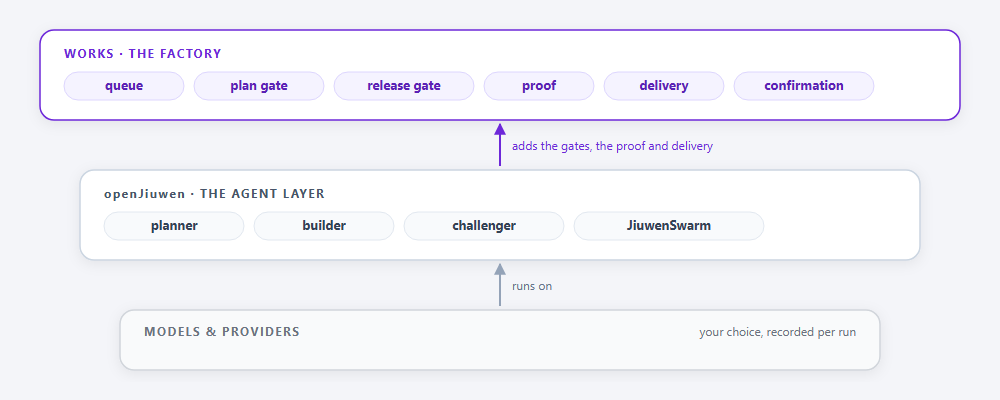 WORKS · THE FACTORY
queue
plan gate
release gate
proof
delivery
confirmation
adds the gates, the proof and delivery
openJiuwen · THE AGENT LAYER
planner
builder
challenger
JiuwenSwarm
runs on
MODELS & PROVIDERS
your choice, recorded per run